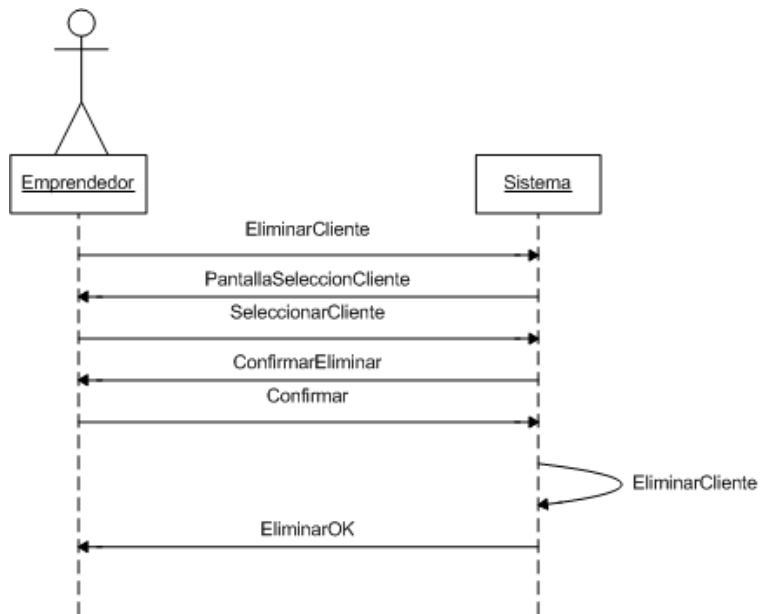 Emprendedor
Sistema
EliminarCliente
PantallaSeleccionCliente
SeleccionarCliente
ConfirmarEliminar
Confirmar
EliminarCliente
EliminarOK